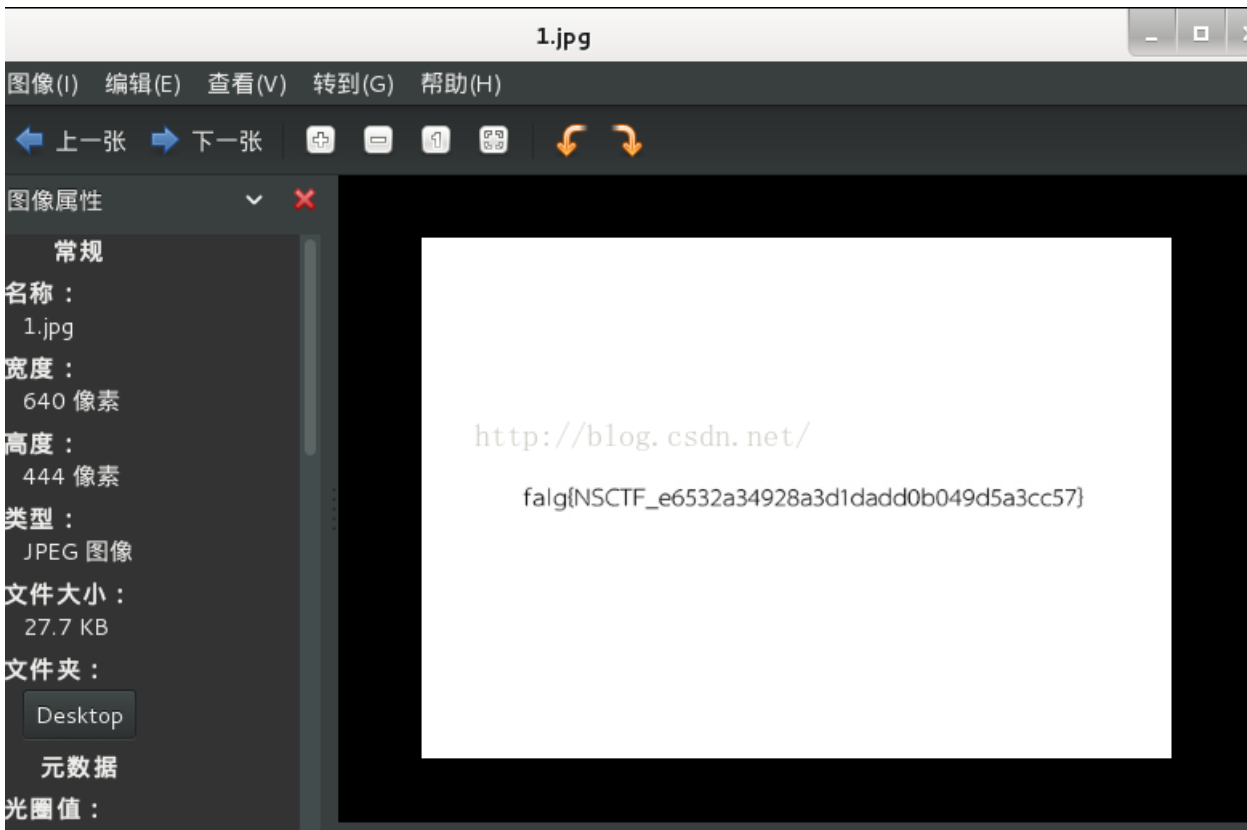 1.jpg
图像(I) 编辑(E) 查看(V) 转到(G) 帮助(H)
上一张 下一张
图像属性
常规
名称：
1.jpg
宽度：
640 像素
高度：
444 像素
类型：
JPEG 图像
文件大小：
27.7 KB
文件夹：
Desktop
元数据
光圈值：
http://blog.csdn.net/
falg{NSCTF_e6532a34928a3d1dadd0b049d5a3cc57}